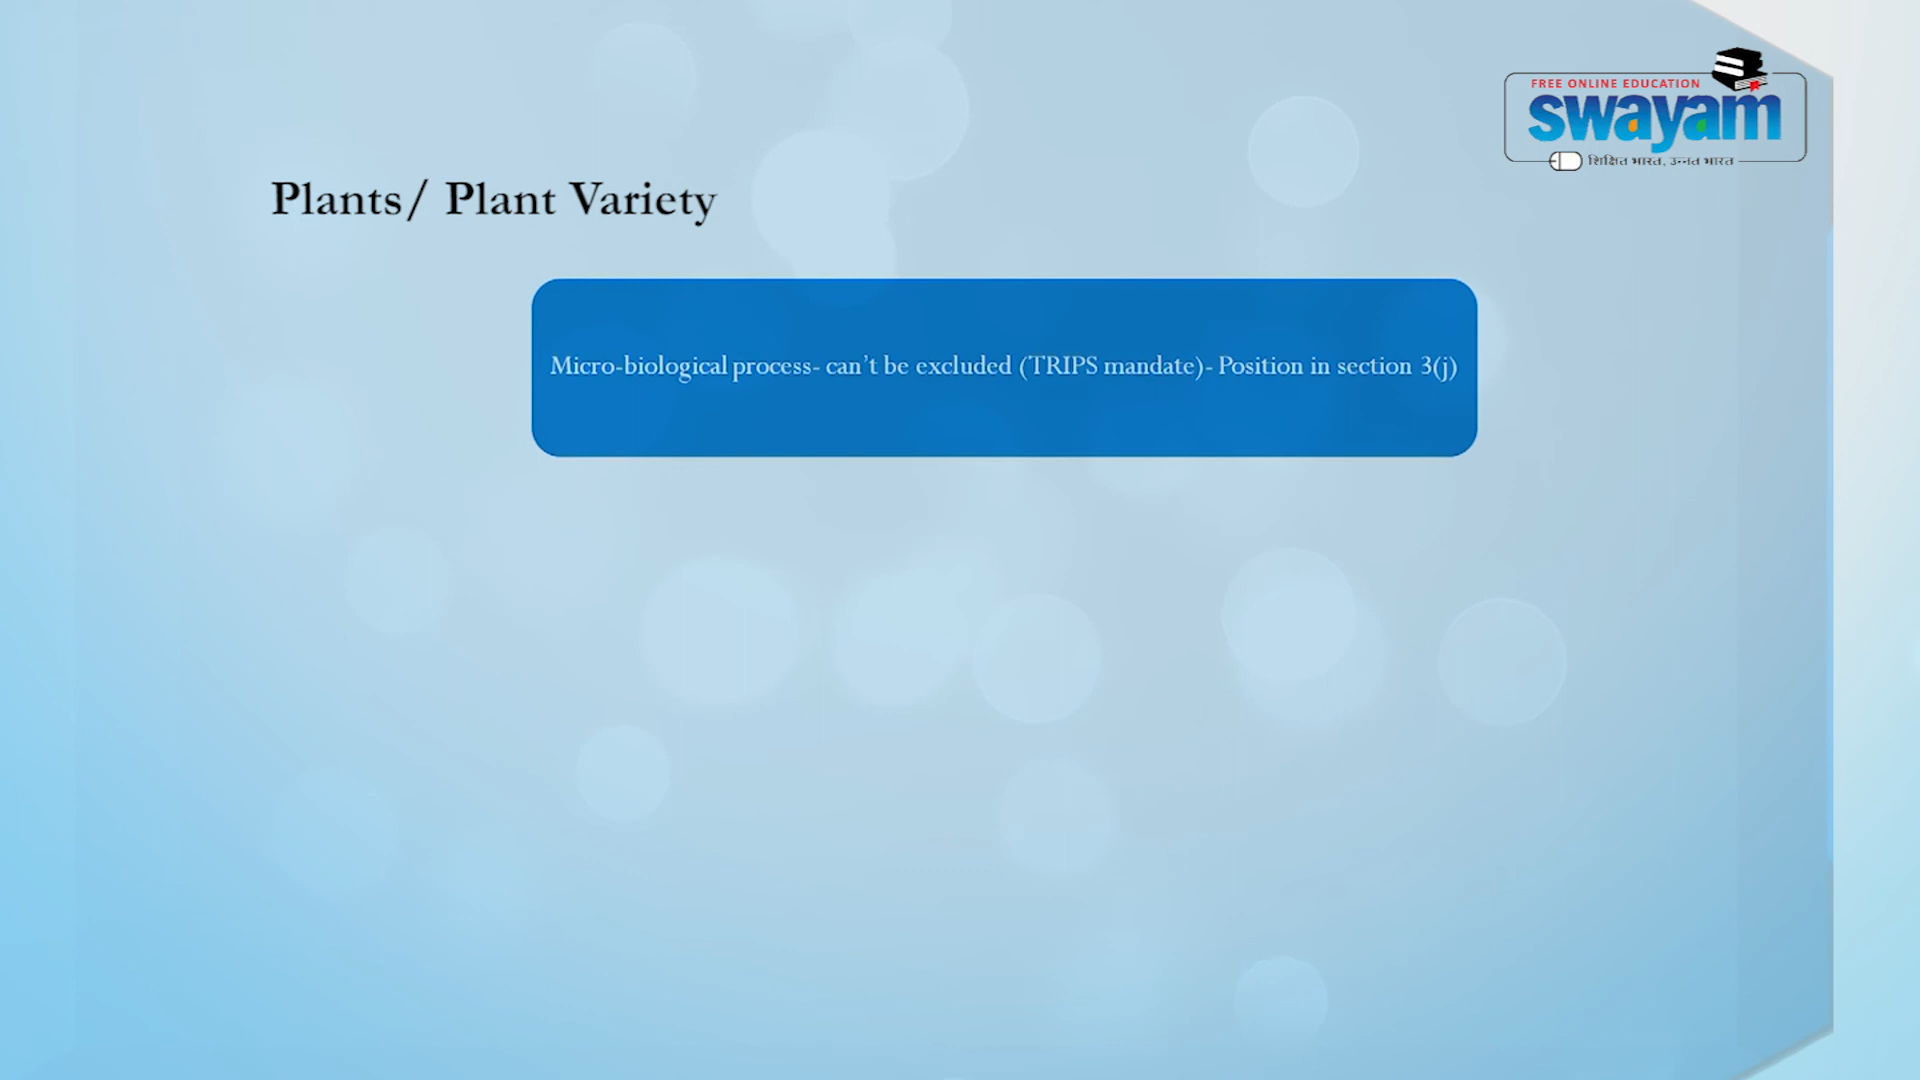 FREE ONLINE EDUCATION
swayam
शिक्षित भारत, उन्नत भारत
Plants/ Plant Variety
Micro-biological process- can’t be excluded (TRIPS mandate)- Position in section 3(j)